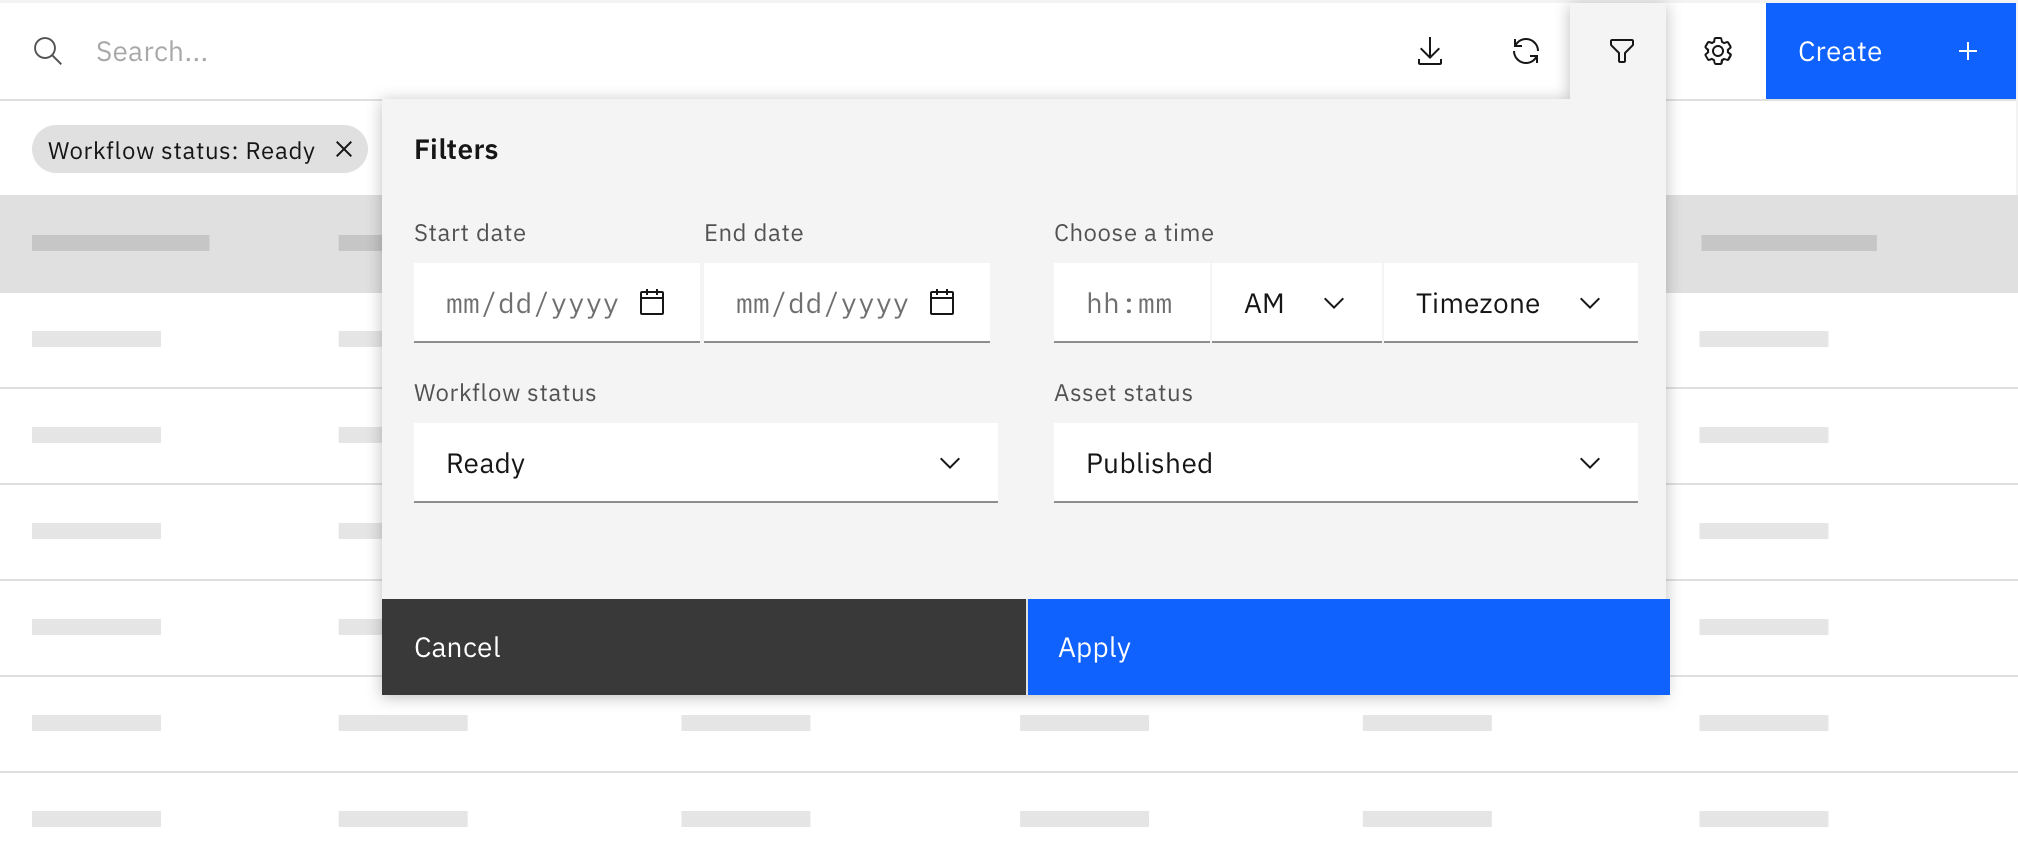 Search...
Create
Workflow status: Ready
Filters
Start date
End date
Choose a time
mm/dd/yyyy
mm/dd/yyyy
hh:mm
AM
Timezone
Workflow status
Asset status
Ready
Published
Cancel
Apply